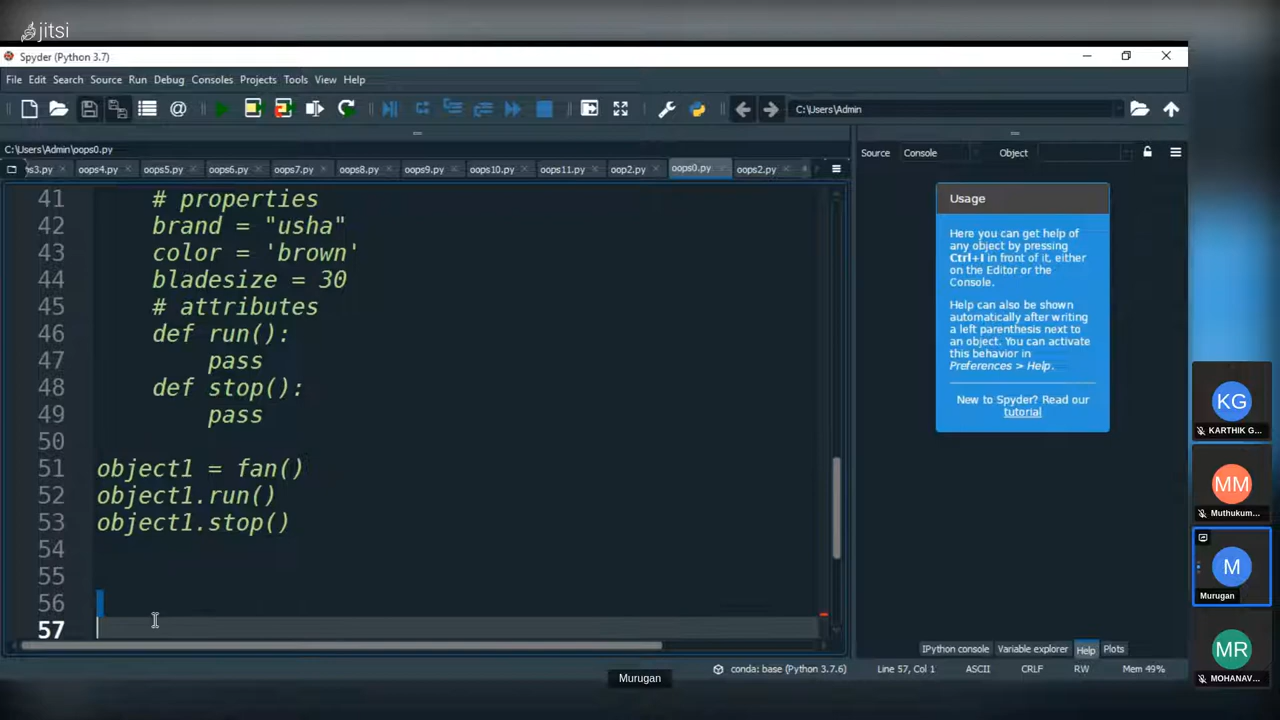 jitsi
Spyder (Python 3.7)
File Edit Search Source Run Debug Consoles Projects Tools View Help
C:\Users\Admin
C:\Users\Admin\oops0.py
Source Console Object
s3.py oops4.py oops5.py oops6.py oops7.py oops8.py oops9.py oops10.py oops11.py oop2.py oops0.py oops2.py
41 # properties
42 brand = "usha"
43 color = 'brown'
44 bladesize = 30
45 # attributes
46 def run():
47 pass
48 def stop():
49 pass
50
51 object1 = fan()
52 object1.run()
53 object1.stop()
54
55
56
57
Usage
Here you can get help of
any object by pressing
Ctrl+I in front of it, either
on the Editor or the
Console.
Help can also be shown
automatically after writing
a left parenthesis next to
an object. You can activate
this behavior in
Preferences > Help.
New to Spyder? Read our
tutorial
IPython console Variable explorer Help Plots
conda: base (Python 3.7.6) Line 57, Col 1 ASCII CRLF RW Mem 49%
Murugan
KG
KARTHIK G...
MM
Muthukum...
M
Murugan
MR
MOHANAV...